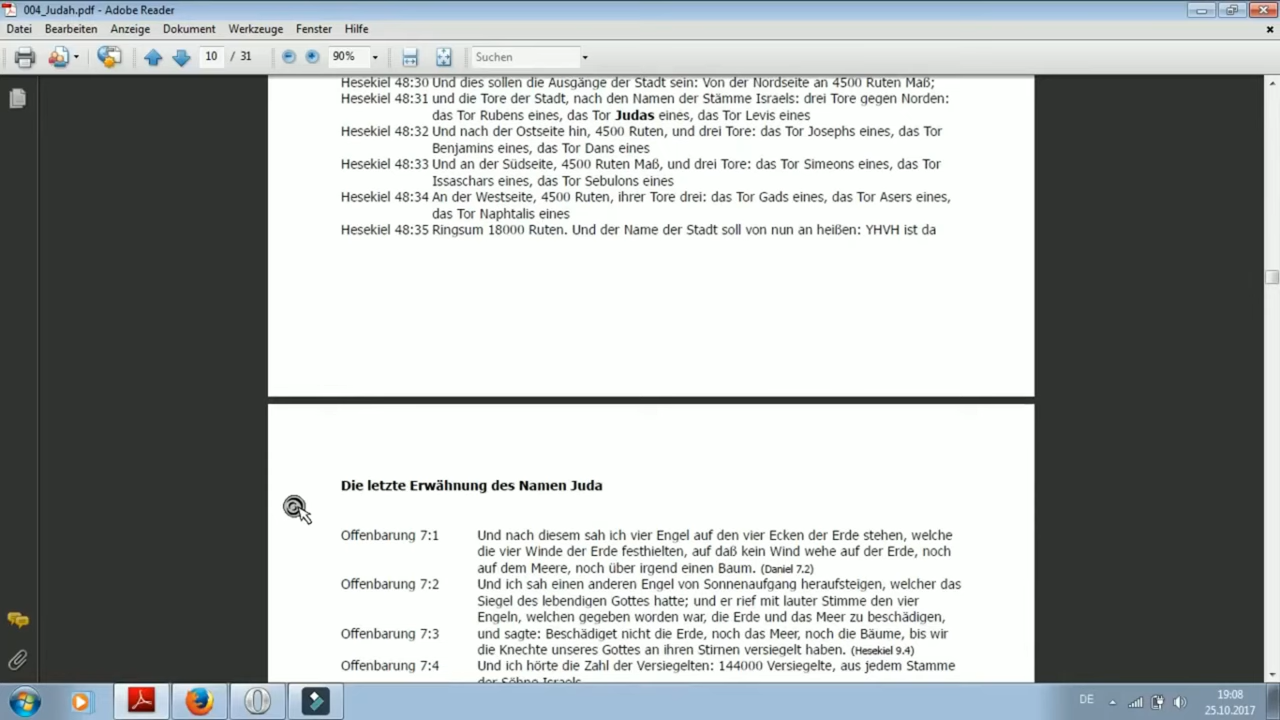 004_Judah.pdf - Adobe Reader
Datei Bearbeiten Anzeige Dokument Werkzeuge Fenster Hilfe
10 / 31 90% Suchen
Hesekiel 48:30 Und dies sollen die Ausgänge der Stadt sein: Von der Nordseite an 4500 Ruten Maß;
Hesekiel 48:31 und die Tore der Stadt, nach den Namen der Stämme Israels: drei Tore gegen Norden:
das Tor Rubens eines, das Tor Judas eines, das Tor Levis eines
Hesekiel 48:32 Und nach der Ostseite hin, 4500 Ruten, und drei Tore: das Tor Josephs eines, das Tor
Benjamins eines, das Tor Dans eines
Hesekiel 48:33 Und an der Südseite, 4500 Ruten Maß, und drei Tore: das Tor Simeons eines, das Tor
Issaschars eines, das Tor Sebulons eines
Hesekiel 48:34 An der Westseite, 4500 Ruten, ihrer Tore drei: das Tor Gads eines, das Tor Asers eines,
das Tor Naphtalis eines
Hesekiel 48:35 Ringsum 18000 Ruten. Und der Name der Stadt soll von nun an heißen: YHVH ist da
Die letzte Erwähnung des Namen Juda
Offenbarung 7:1 Und nach diesem sah ich vier Engel auf den vier Ecken der Erde stehen, welche
die vier Winde der Erde festhielten, auf daß kein Wind wehe auf der Erde, noch
auf dem Meere, noch über irgend einen Baum. (Daniel 7.2)
Offenbarung 7:2 Und ich sah einen anderen Engel von Sonnenaufgang heraufsteigen, welcher das
Siegel des lebendigen Gottes hatte; und er rief mit lauter Stimme den vier
Engeln, welchen gegeben worden war, die Erde und das Meer zu beschädigen,
Offenbarung 7:3 und sagte: Beschädiget nicht die Erde, noch das Meer, noch die Bäume, bis wir
die Knechte unseres Gottes an ihren Stirnen versiegelt haben. (Hesekiel 9.4)
Offenbarung 7:4 Und ich hörte die Zahl der Versiegelten: 144000 Versiegelte, aus jedem Stamme
der Söhne Israels
DE 19:08
25.10.2017